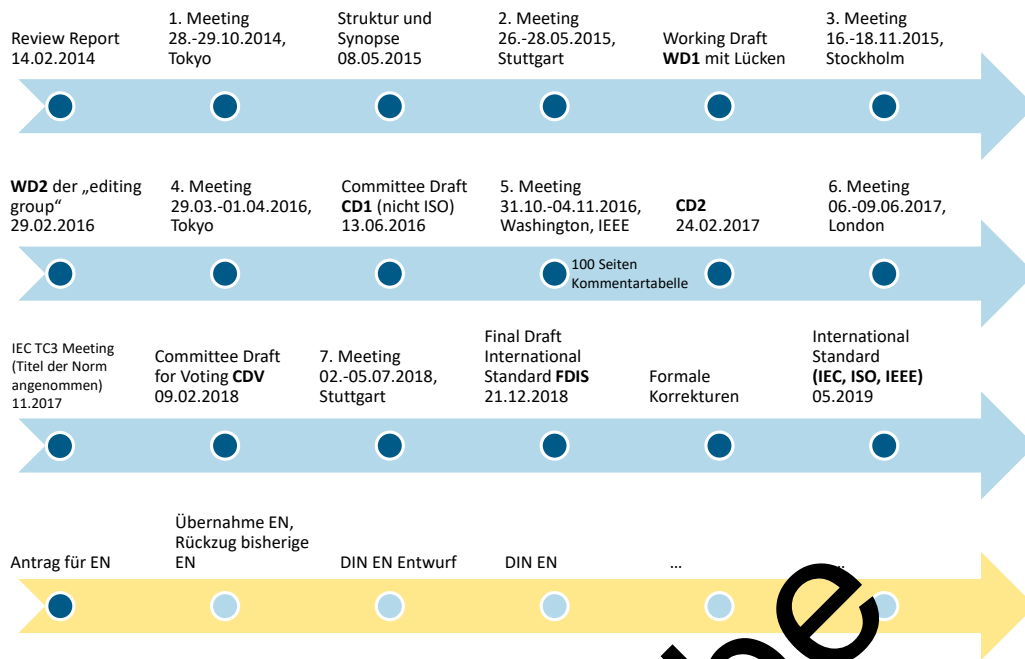 Review Report
14.02.2014
1. Meeting
28.-29.10.2014,
Tokyo
Struktur und
Synopse
08.05.2015
2. Meeting
26.-28.05.2015,
Stuttgart
Working Draft
WD1 mit Lücken
3. Meeting
16.-18.11.2015,
Stockholm
WD2 der „editing
group“
29.02.2016
4. Meeting
29.03.-01.04.2016,
Tokyo
Committee Draft
CD1 (nicht ISO)
13.06.2016
5. Meeting
31.10.-04.11.2016,
Washington, IEEE
100 Seiten
Kommentartabelle
CD2
24.02.2017
6. Meeting
06.-09.06.2017,
London
IEC TC3 Meeting
(Titel der Norm
angenommen)
11.2017
Committee Draft
for Voting CDV
09.02.2018
7. Meeting
02.-05.07.2018,
Stuttgart
Final Draft
International
Standard FDIS
21.12.2018
Formale
Korrekturen
International
Standard
(IEC, ISO, IEEE)
05.2019
Antrag für EN
Übernahme EN,
Rückzug bisherige
EN
DIN EN Entwurf
DIN EN
...